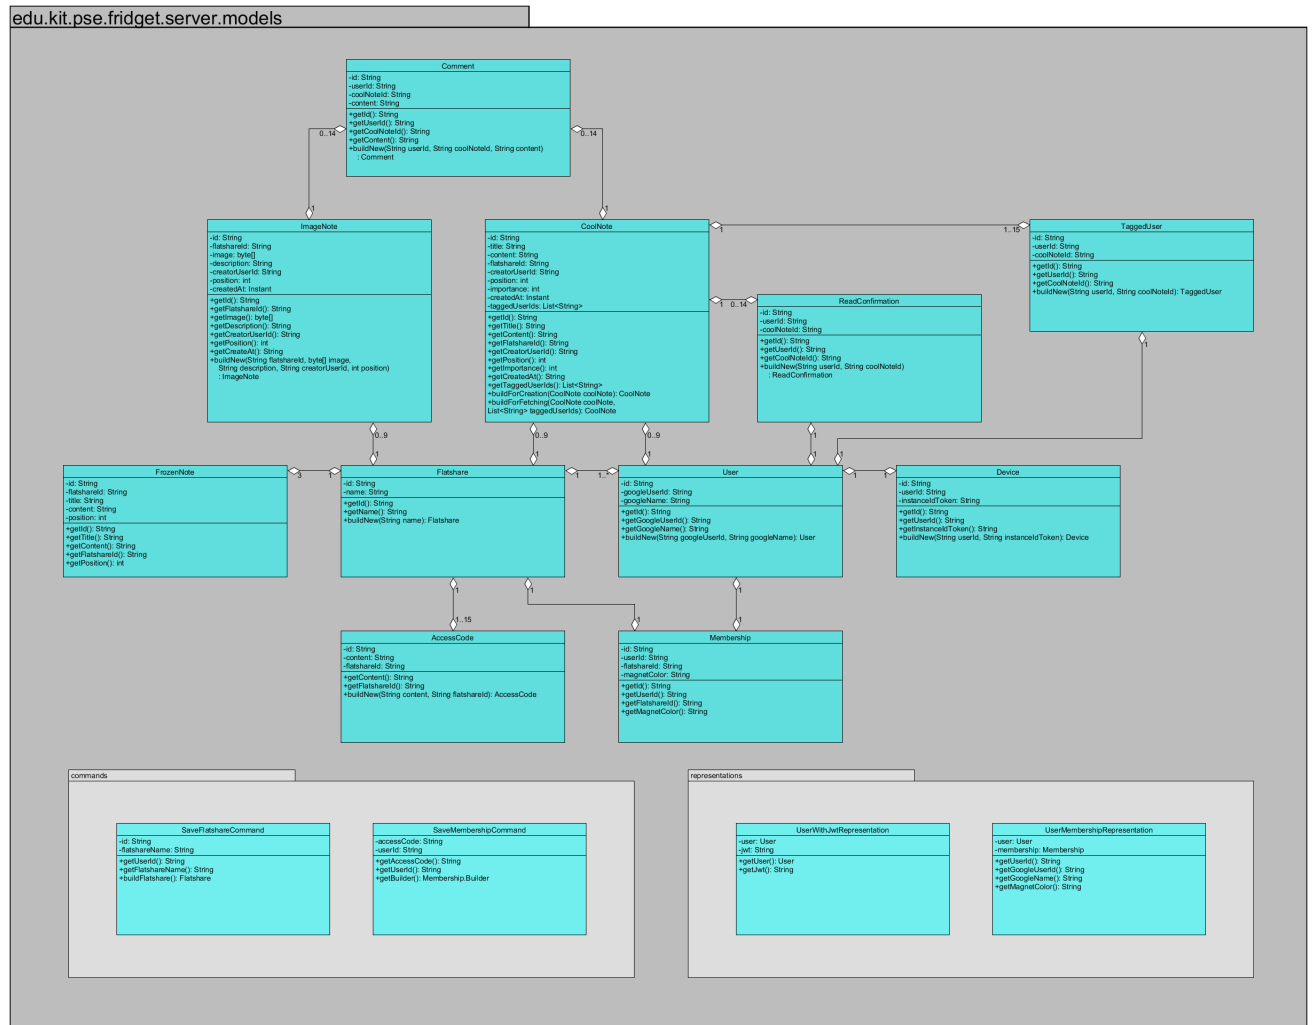 edu.kit.pse.fridget.server.models
Comment
-id: String
-userId: String
-coolNoteId: String
-content: String
+getId(): String
+getUserId(): String
+getCoolNoteId(): String
+getContent(): String
+buildNew(String userId, String coolNoteId, String content)
: Comment
0..14
0..14
1
1
ImageNote
-id: String
-flatshareId: String
-image: byte[]
-description: String
-creatorUserId: String
-position: int
-createdAt: Instant
+getId(): String
+getFlatshareId(): String
+getImage(): byte[]
+getDescription(): String
+getCreatorUserId(): String
+getPosition(): int
+getCreateAt(): String
+buildNew(String flatshareId, byte[] image,
String description, String creatorUserId, int position)
: ImageNote
CoolNote
-id: String
-title: String
-content: String
-flatshareId: String
-creatorUserId: String
-position: int
-importance: int
-createdAt: Instant
-taggedUserIds: List<String>
+getId(): String
+getTitle(): String
+getContent(): String
+getFlatshareId(): String
+getCreatorUserId(): String
+getPosition(): int
+getImportance(): int
+getCreatedAt(): String
+getTaggedUserIds(): List<String>
+buildForCreation(CoolNote coolNote): CoolNote
+buildForFetching(CoolNote coolNote,
List<String> taggedUserIds): CoolNote
1
1..15
TaggedUser
-id: String
-userId: String
-coolNoteId: String
+getId(): String
+getUserId(): String
+getCoolNoteId(): String
+buildNew(String userId, String coolNoteId): TaggedUser
1
0..14
ReadConfirmation
-id: String
-userId: String
-coolNoteId: String
+getId(): String
+getUserId(): String
+getCoolNoteId(): String
+buildNew(String userId, String coolNoteId)
: ReadConfirmation
1
0..9
0..9
0..9
1
1
1
1
1
1
FrozenNote
-id: String
-flatshareId: String
-title: String
-content: String
-position: int
+getId(): String
+getTitle(): String
+getContent(): String
+getFlatshareId(): String
+getPosition(): int
3
1
Flatshare
-id: String
-name: String
+getId(): String
+getName(): String
+buildNew(String name): Flatshare
1
1..*
User
-id: String
-googleUserId: String
-googleName: String
+getId(): String
+getGoogleUserId(): String
+getGoogleName(): String
+buildNew(String googleUserId, String googleName): User
1
1
Device
-id: String
-userId: String
-instanceIdToken: String
+getId(): String
+getUserId(): String
+getInstanceIdToken(): String
+buildNew(String userId, String instanceIdToken): Device
1
1
1
1..15
1
1
AccessCode
-id: String
-content: String
-flatshareId: String
+getContent(): String
+getFlatshareId(): String
+buildNew(String content, String flatshareId): AccessCode
Membership
-id: String
-userId: String
-flatshareId: String
-magnetColor: String
+getId(): String
+getUserId(): String
+getFlatshareId(): String
+getMagnetColor(): String
commands
SaveFlatshareCommand
-id: String
-flatshareName: String
+getUserId(): String
+getFlatshareName(): String
+buildFlatshare(): Flatshare
SaveMembershipCommand
-accessCode: String
-userId: String
+getAccessCode(): String
+getUserId(): String
+getBuilder(): Membership.Builder
representations
UserWithJwtRepresentation
-user: User
-jwt: String
+getUser(): User
+getJwt(): String
UserMembershipRepresentation
-user: User
-membership: Membership
+getUserId(): String
+getGoogleUserId(): String
+getGoogleName(): String
+getMagnetColor(): String